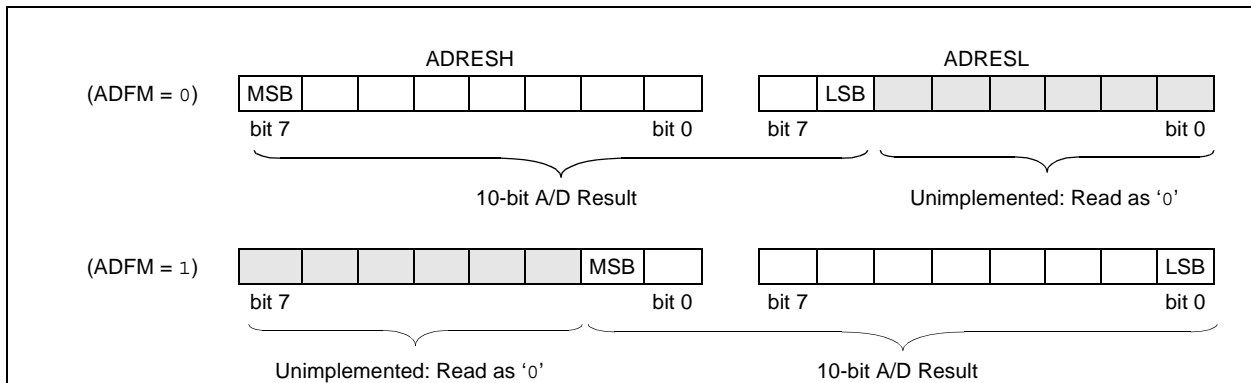 ADRESH ADRESL
(ADFM = 0) MSB LSB
bit 7 bit 0 bit 7 bit 0
10-bit A/D Result Unimplemented: Read as ‘0’
(ADFM = 1) MSB LSB
bit 7 bit 0 bit 7 bit 0
Unimplemented: Read as ‘0’ 10-bit A/D Result